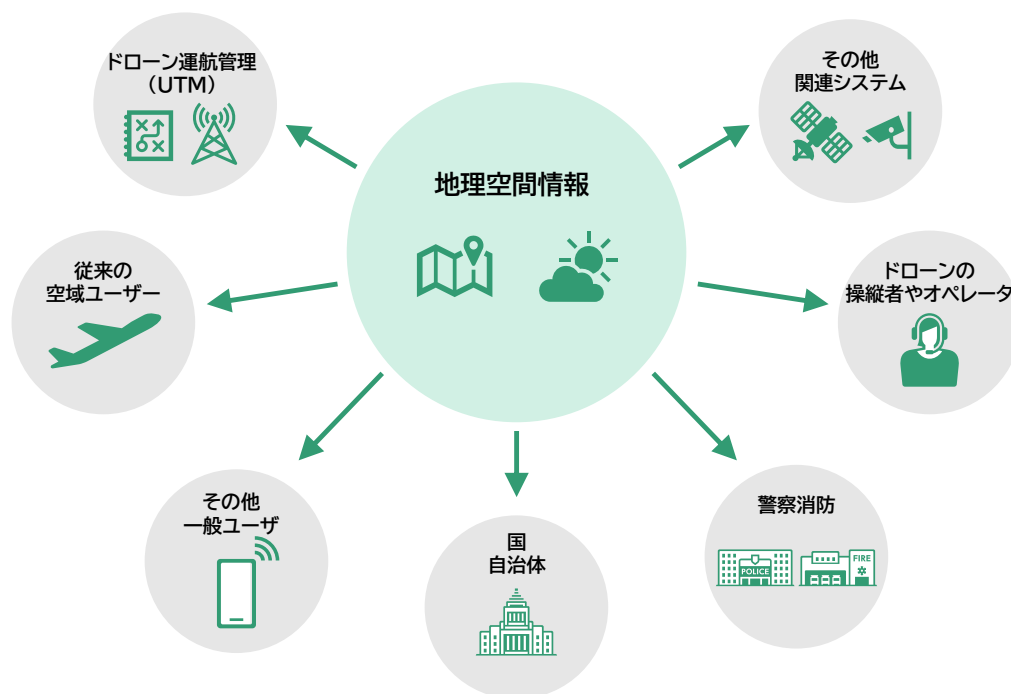 ドローン運航管理
（UTM）
その他
関連システム
地理空間情報
従来の
空域ユーザー
ドローンの
操縦者やオペレータ
その他
一般ユーザ
国
自治体
警察消防
POLICE
FIRE